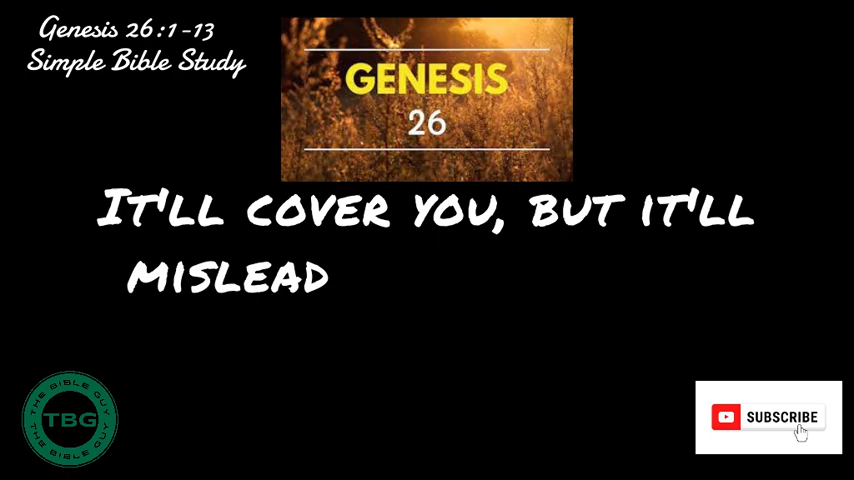 Genesis 26:1-13
Simple Bible Study
GENESIS
26
It'll cover you, but it'll
mislead
THE BIBLE GUY
TBG
THE BIBLE GUY
SUBSCRIBE